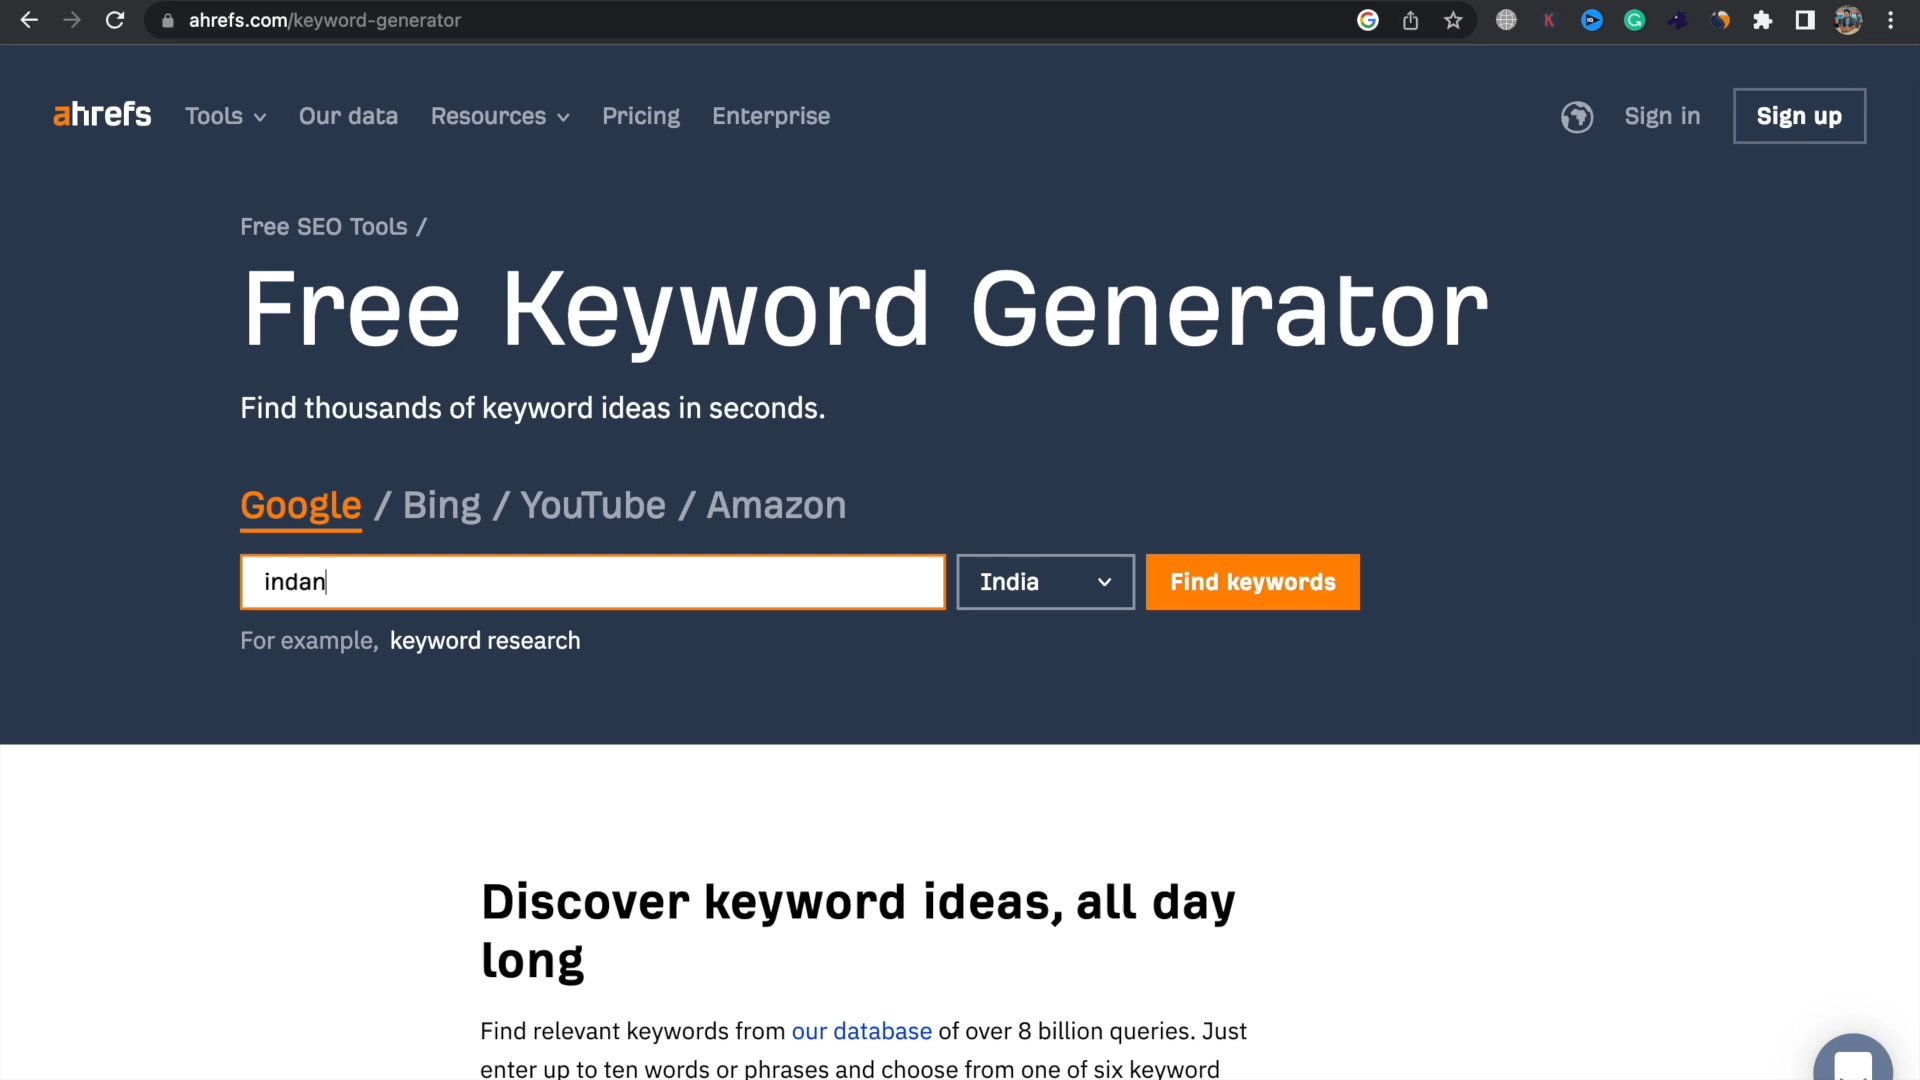 ahrefs.com/keyword-generator
ahrefs Tools Our data Resources Pricing Enterprise Sign in Sign up
Free SEO Tools /
Free Keyword Generator
Find thousands of keyword ideas in seconds.
Google / Bing / YouTube / Amazon
indan India Find keywords
For example, keyword research
Discover keyword ideas, all day
long
Find relevant keywords from our database of over 8 billion queries. Just
enter up to ten words or phrases and choose from one of six keyword